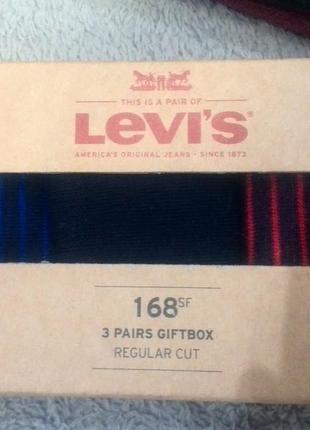 THIS IS A PAIR OF
Levi's
AMERICA'S ORIGINAL JEANS - SINCE 1873
168SF
3 PAIRS GIFTBOX
REGULAR CUT